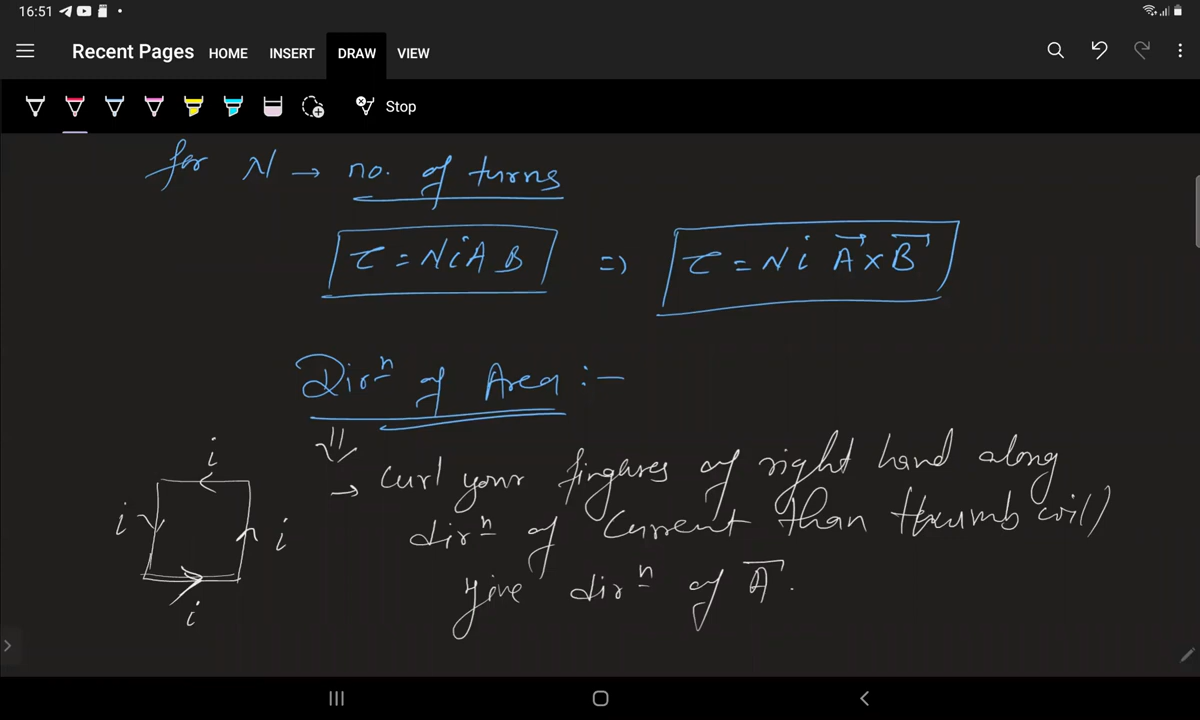 16:51
Recent Pages HOME INSERT DRAW VIEW
Stop
for N → no. of turns
τ = NiAB => τ = Ni A⃗ × B⃗
Dirⁿ of Area :-
→ curl your fingures of right hand along
dirⁿ of current than thumb will
give dirⁿ of A⃗.
i
i
i
i